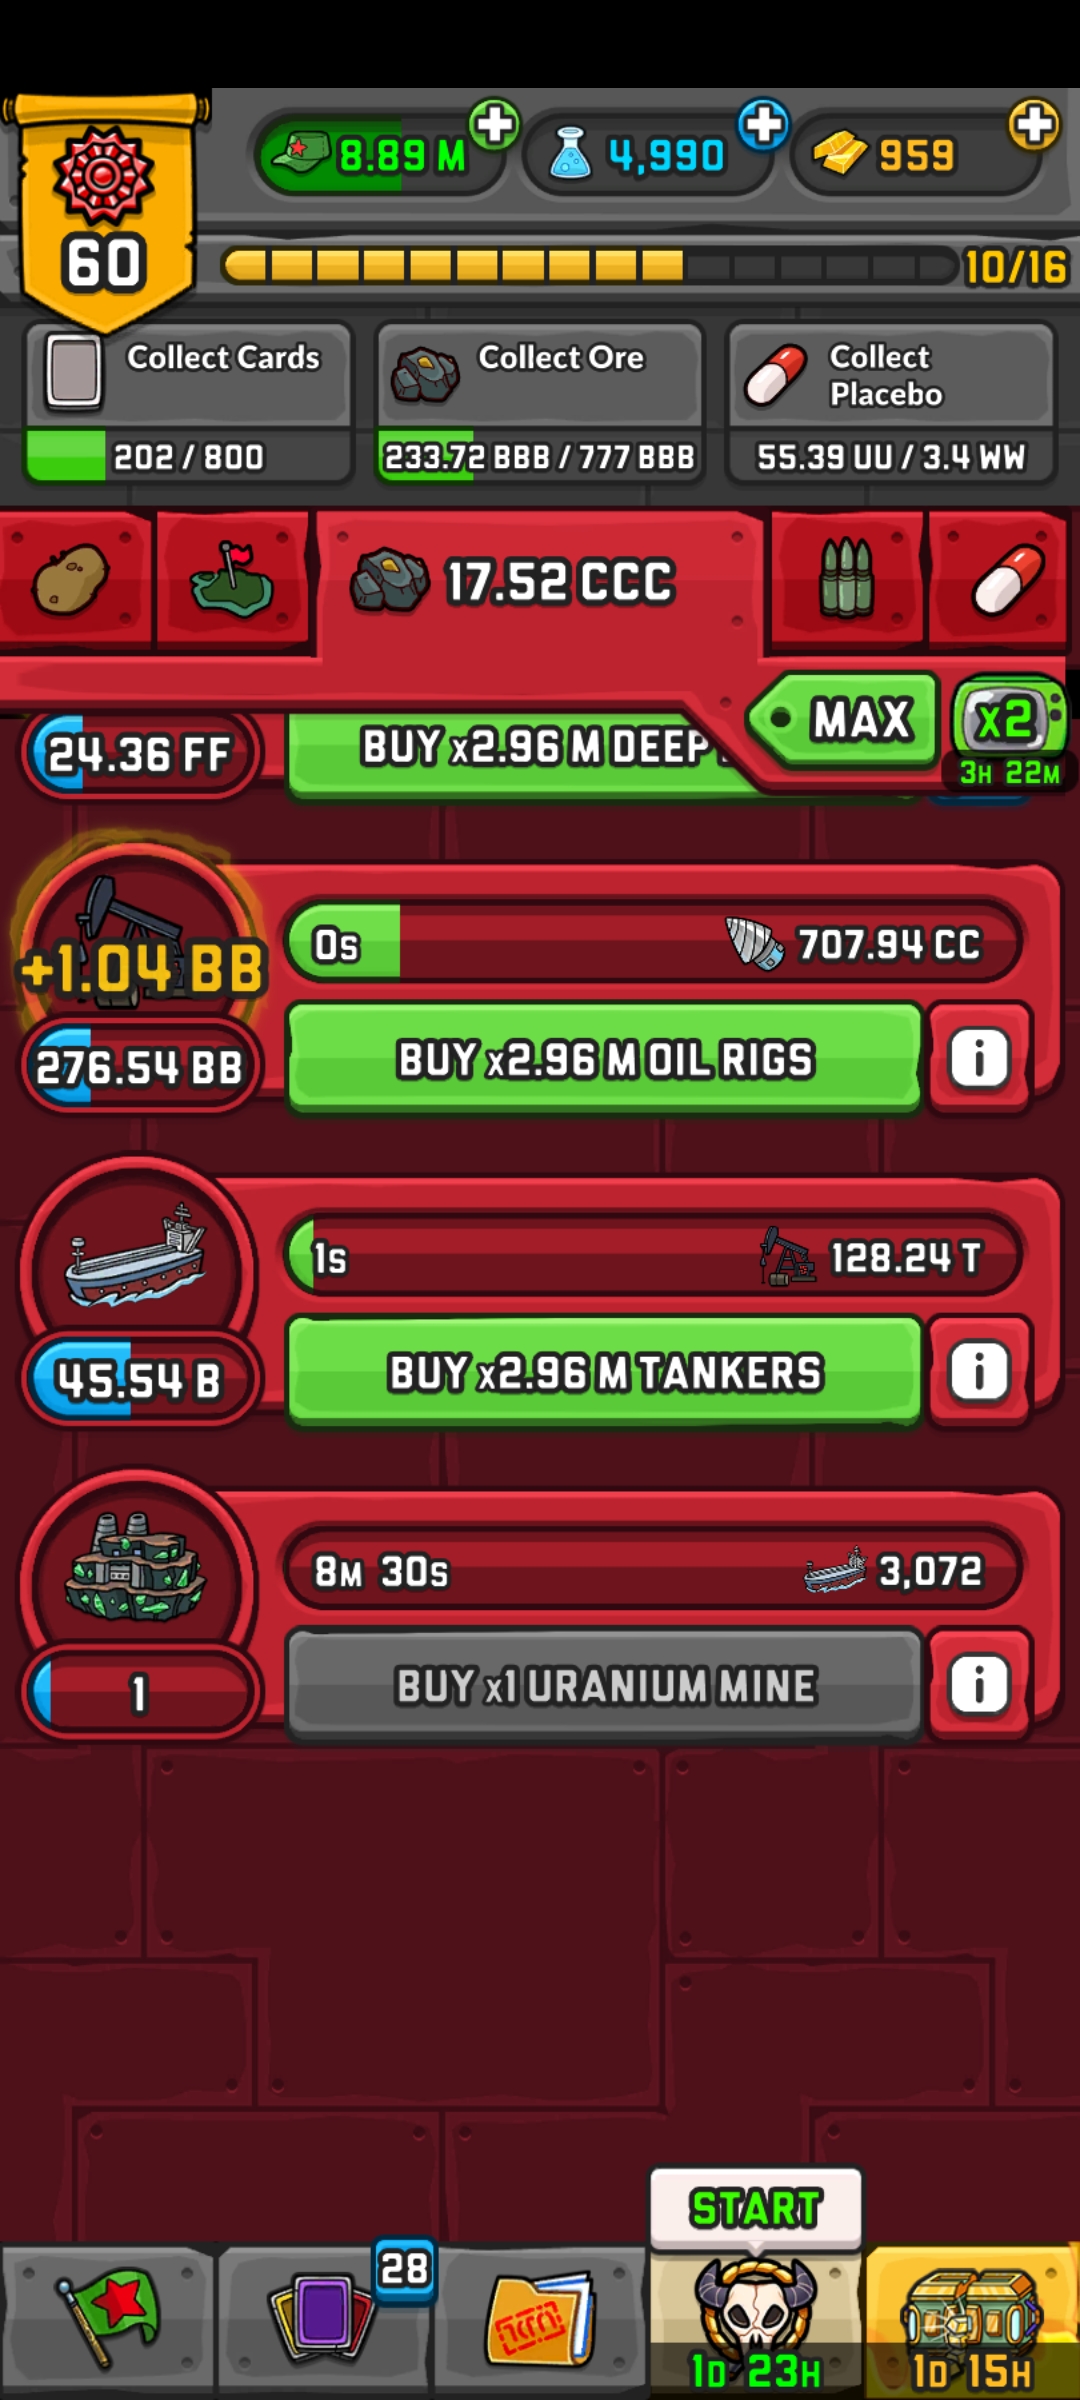 8.89 M
4,990
959
60
10/16
Collect Cards
202 / 800
Collect Ore
233.72 BBB / 777 BBB
Collect
Placebo
55.39 UU / 3.4 WW
17.52 CCC
MAX
x2
3H 22M
24.36 FF
BUY x2.96 M DEEP
+1.04 BB
0s
707.94 CC
276.54 BB
BUY x2.96 M OIL RIGS
i
1s
128.24 T
45.54 B
BUY x2.96 M TANKERS
i
8M 30s
3,072
1
BUY x1 URANIUM MINE
i
START
28
1D 23H
1D 15H